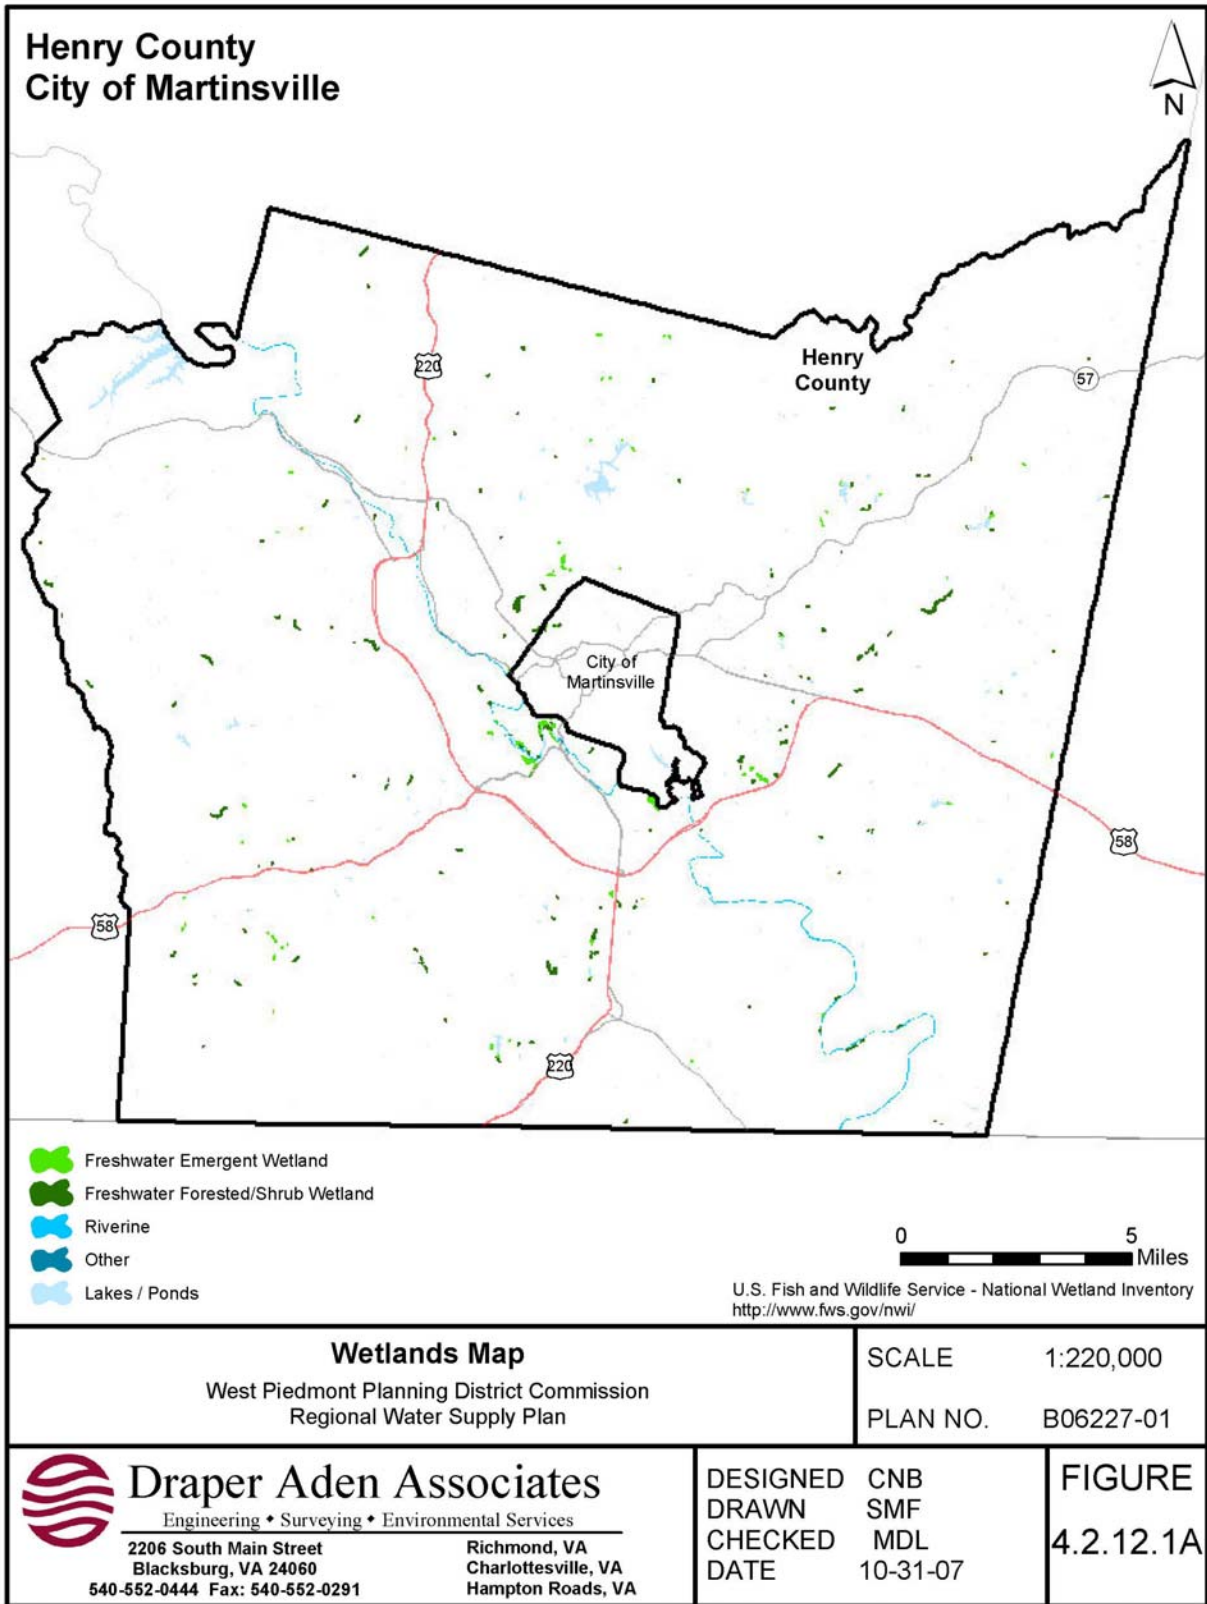 Henry County
City of Martinsville
N
220
Henry
County
57
City of
Martinsville
58
58
220
Freshwater Emergent Wetland
Freshwater Forested/Shrub Wetland
Riverine
Other
Lakes / Ponds
0 5
Miles
U.S. Fish and Wildlife Service - National Wetland Inventory
http://www.fws.gov/nwi/
Wetlands Map
West Piedmont Planning District Commission
Regional Water Supply Plan
SCALE 1:220,000
PLAN NO. B06227-01
Draper Aden Associates
Engineering • Surveying • Environmental Services
2206 South Main Street
Blacksburg, VA 24060
540-552-0444 Fax: 540-552-0291
Richmond, VA
Charlottesville, VA
Hampton Roads, VA
DESIGNED CNB
DRAWN SMF
CHECKED MDL
DATE 10-31-07
FIGURE
4.2.12.1A